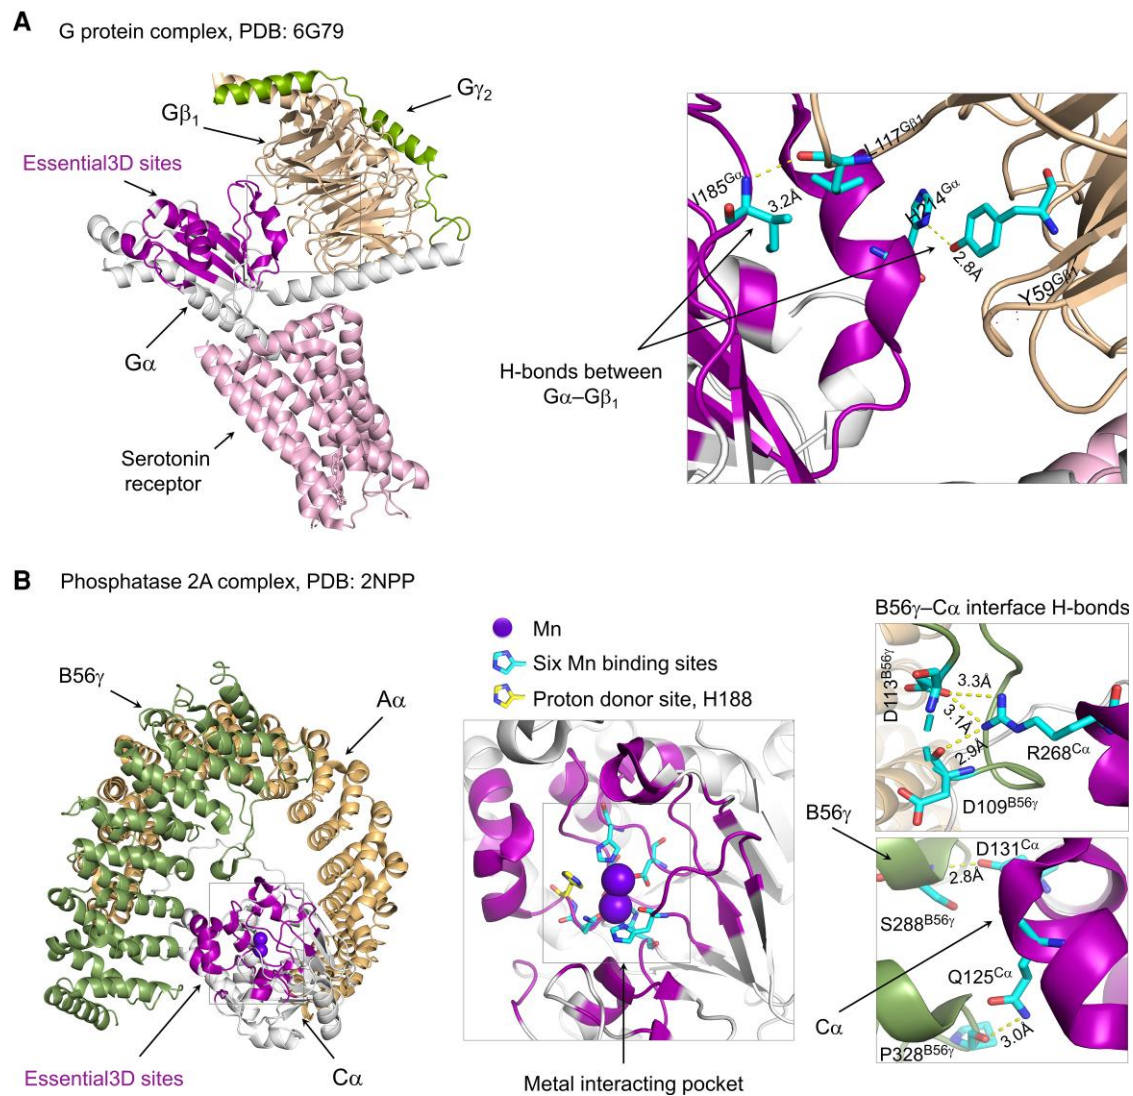 A
G protein complex, PDB: 6G79
Gβ1
Gγ2
Essential3D sites
Gα
Serotonin
receptor
I185Gα
3.2Å
L117Gβ1
H214Gα
2.8Å
Y59Gβ1
H-bonds between
Gα–Gβ1
B
Phosphatase 2A complex, PDB: 2NPP
B56γ
Aα
Essential3D sites
Cα
Mn
Six Mn binding sites
Proton donor site, H188
Metal interacting pocket
B56γ–Cα interface H-bonds
D113B56γ
3.3Å
3.1Å
2.9Å
R268Cα
D109B56γ
B56γ
D131Cα
2.8Å
S288B56γ
Q125Cα
Cα
3.0Å
P328B56γ